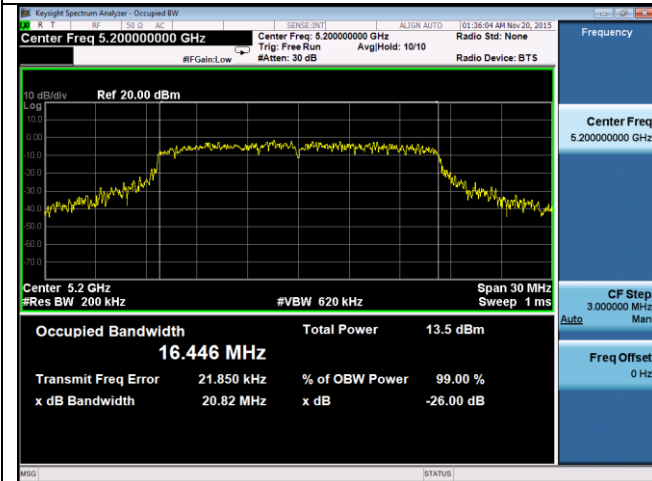 Keysight Spectrum Analyzer - Occupied BW
R T RF 50 Ω AC SENSE:INT ALIGN AUTO 01:36:04 AM Nov 20, 2015
Center Freq 5.200000000 GHz
Center Freq: 5.200000000 GHz
Radio Std: None
Trig: Free Run Avg|Hold: 10/10
#IFGain:Low #Atten: 30 dB Radio Device: BTS
Frequency
10 dB/div Ref 20.00 dBm
Log
10.0
0.00
-10.0
-20.0
-30.0
-40.0
-50.0
-60.0
-70.0
Center 5.2 GHz Span 30 MHz
#Res BW 200 kHz #VBW 620 kHz Sweep 1 ms
Occupied Bandwidth Total Power 13.5 dBm
16.446 MHz
Transmit Freq Error 21.850 kHz % of OBW Power 99.00 %
x dB Bandwidth 20.82 MHz x dB -26.00 dB
Center Freq
5.200000000 GHz
CF Step
3.000000 MHz
Auto Man
Freq Offset
0 Hz
MSG STATUS